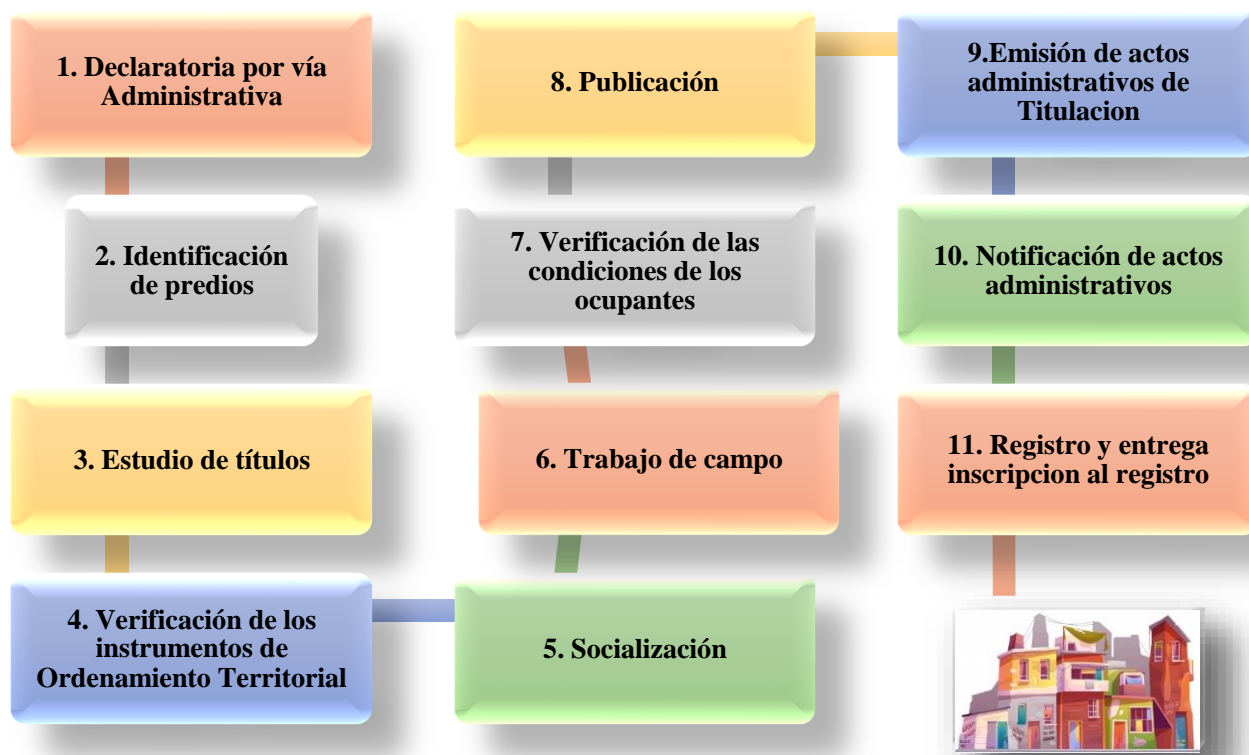 1. Declaratoria por vía
Administrativa
2. Identificación
de predios
3. Estudio de títulos
4. Verificación de los
instrumentos de
Ordenamiento Territorial
5. Socialización
6. Trabajo de campo
7. Verificación de las
condiciones de los
ocupantes
8. Publicación
9.Emisión de actos
administrativos de
Titulacion
10. Notificación de actos
administrativos
11. Registro y entrega
inscripcion al registro